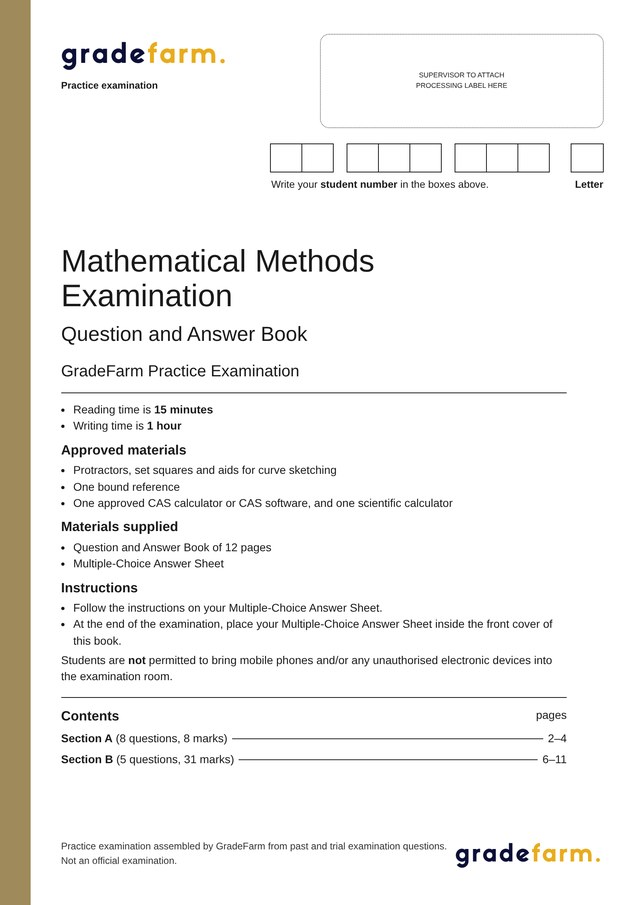 gradefarm.
Practice examination
SUPERVISOR TO ATTACH
PROCESSING LABEL HERE
Write your student number in the boxes above.
Letter
Mathematical Methods
Examination
Question and Answer Book
GradeFarm Practice Examination
• Reading time is 15 minutes
• Writing time is 1 hour
Approved materials
• Protractors, set squares and aids for curve sketching
• One bound reference
• One approved CAS calculator or CAS software, and one scientific calculator
Materials supplied
• Question and Answer Book of 12 pages
• Multiple-Choice Answer Sheet
Instructions
• Follow the instructions on your Multiple-Choice Answer Sheet.
• At the end of the examination, place your Multiple-Choice Answer Sheet inside the front cover of
this book.
Students are not permitted to bring mobile phones and/or any unauthorised electronic devices into
the examination room.
Contents pages
Section A (8 questions, 8 marks) 2–4
Section B (5 questions, 31 marks) 6–11
Practice examination assembled by GradeFarm from past and trial examination questions.
Not an official examination.
gradefarm.